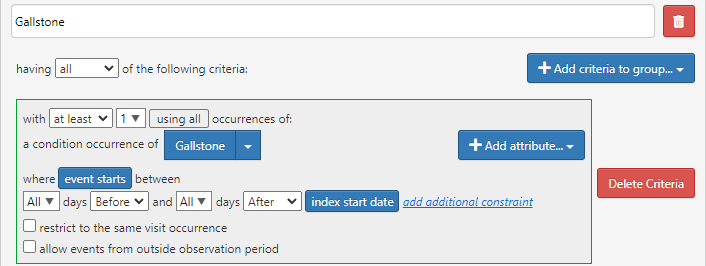 Gallstone
having all of the following criteria: Add criteria to group...
with at least 1 using all occurrences of:
a condition occurrence of Gallstone Add attribute...
where event starts between
Delete Criteria
All days Before and All days After index start date add additional constraint
restrict to the same visit occurrence
allow events from outside observation period